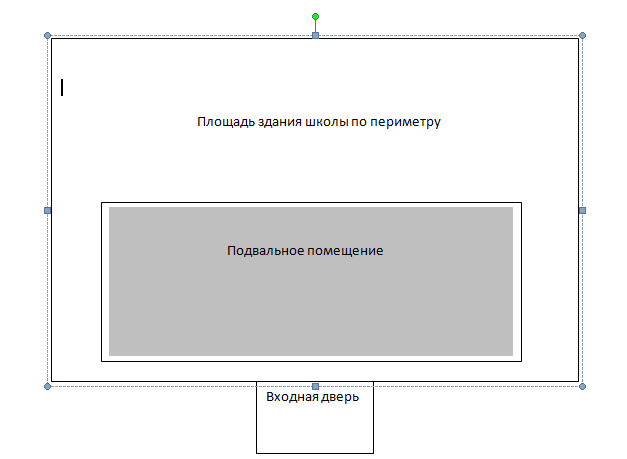 Площадь здания школы по периметру
Подвальное помещение
Входная дверь